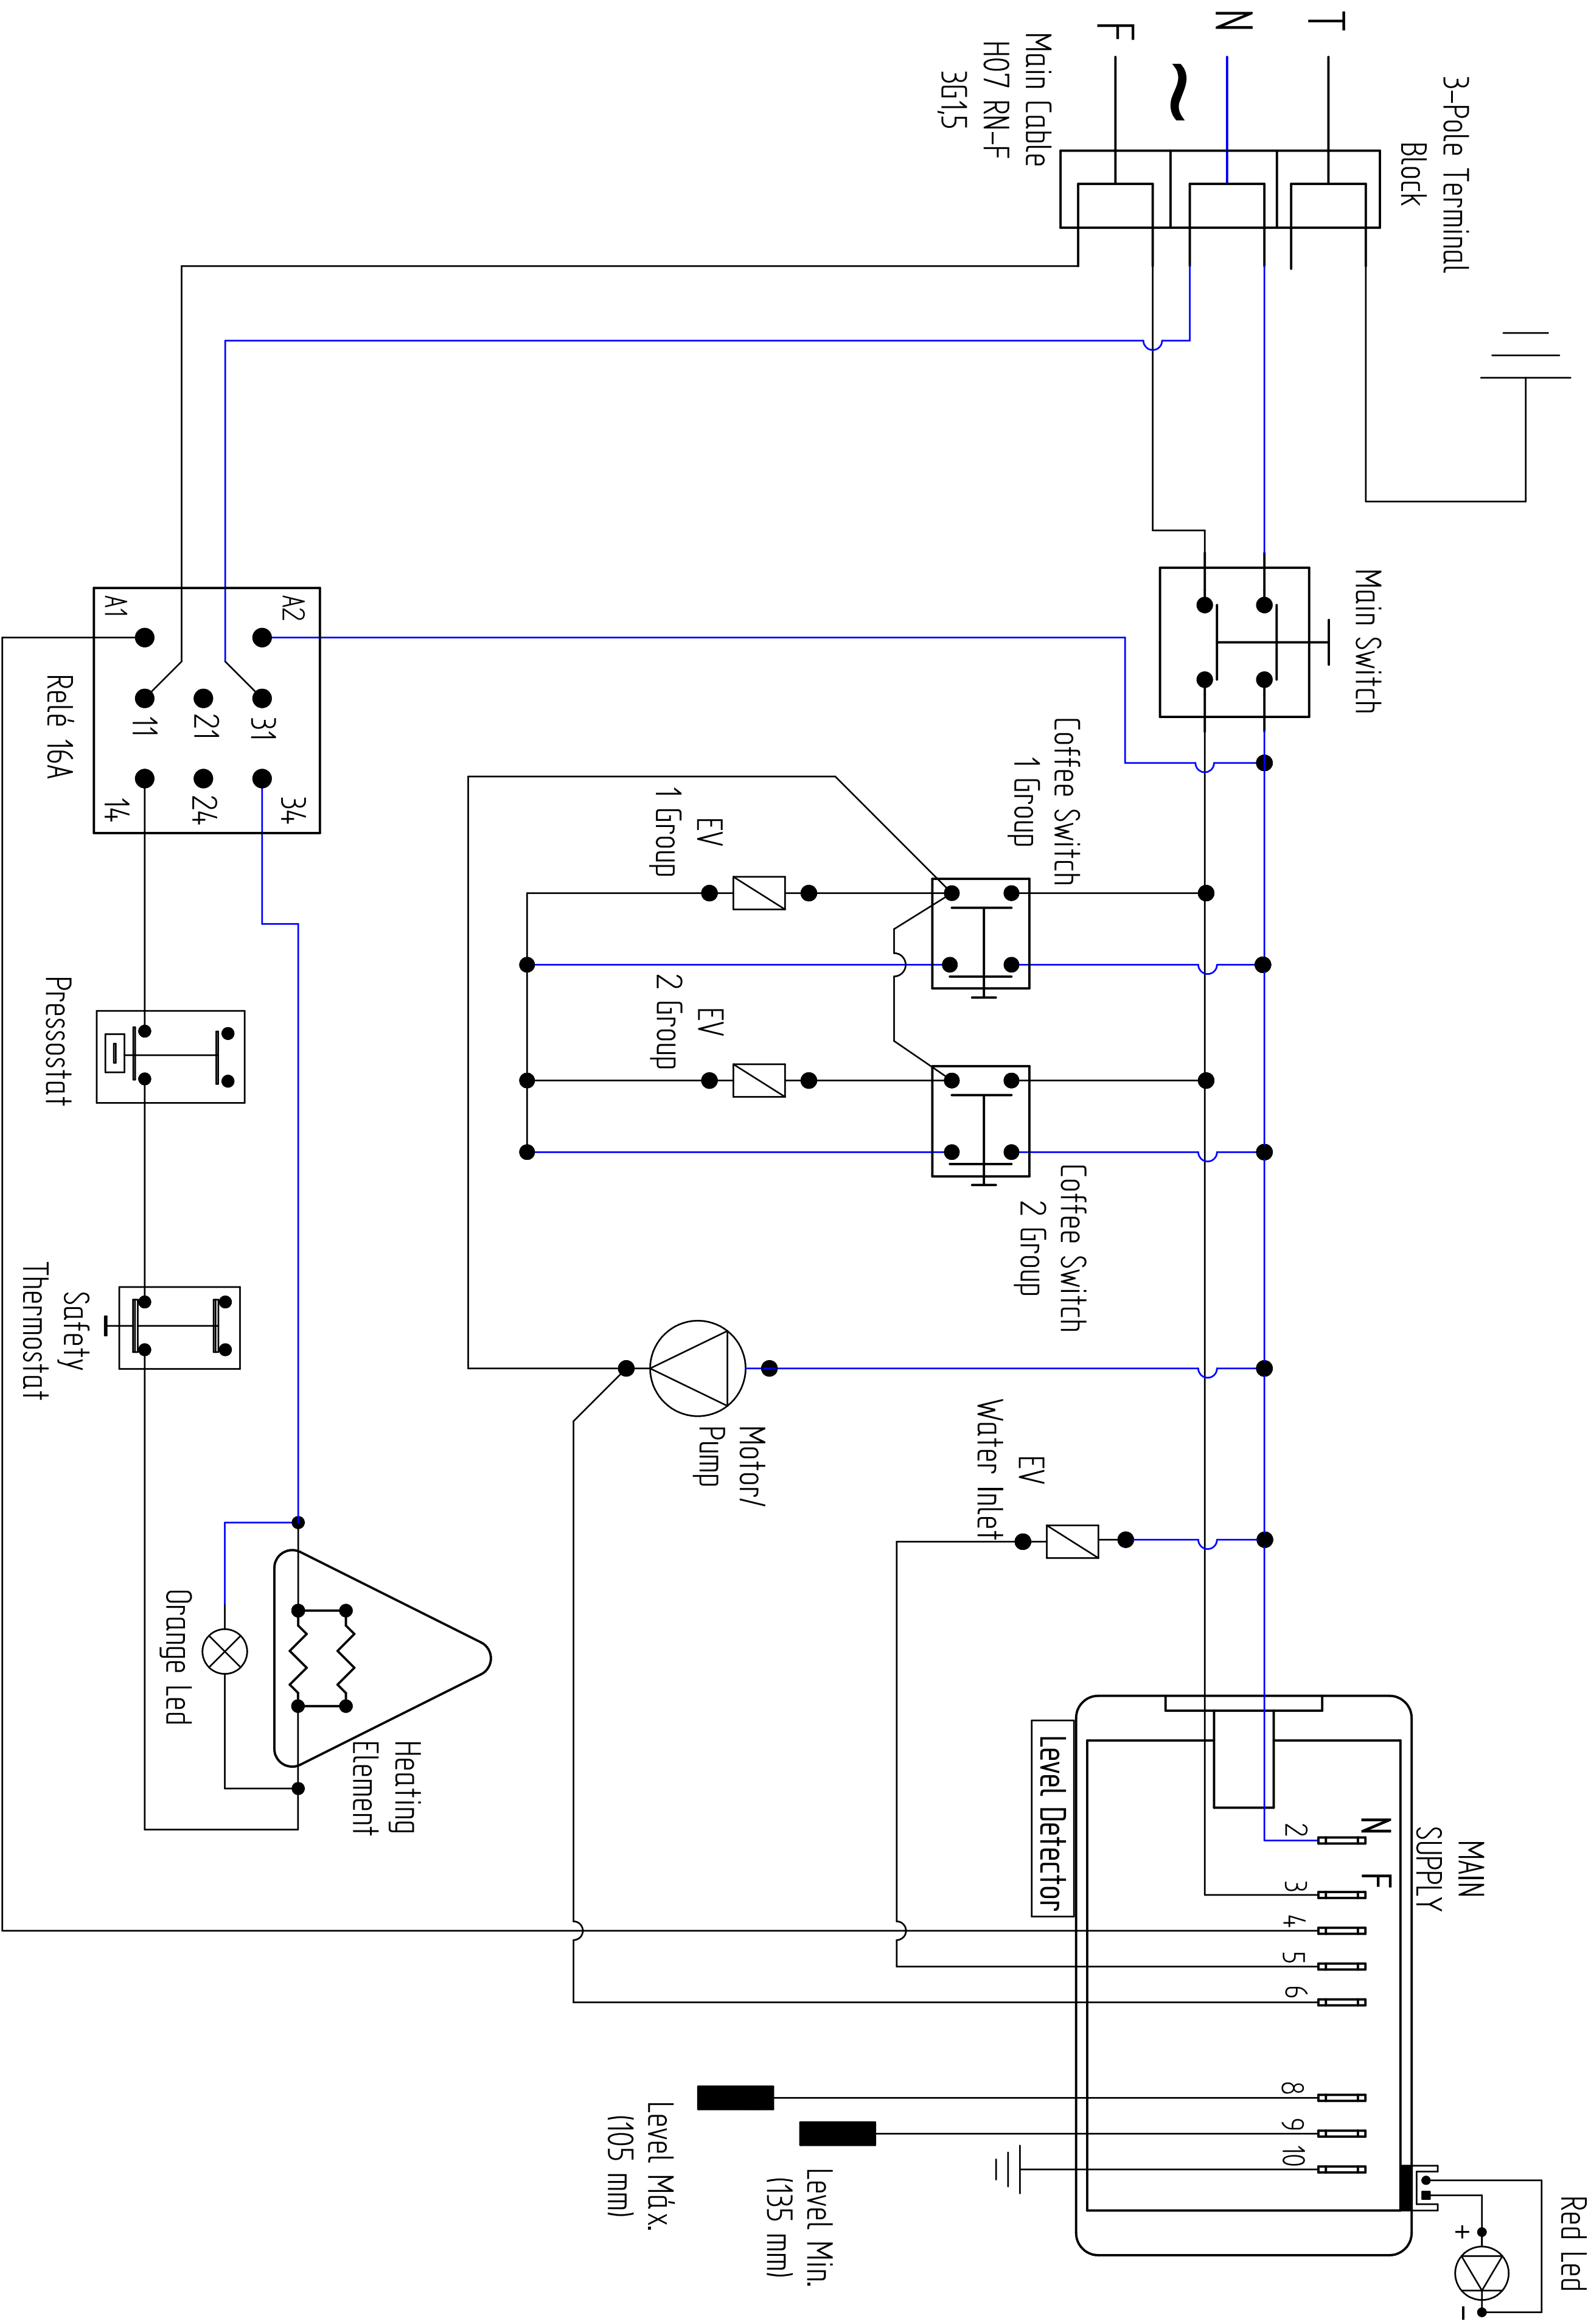 3-Pole Terminal
Block
T
N
~
F
Main Cable
H07 RN-F
3G1,5
Main Switch
Coffee Switch
1 Group
EV
1 Group
Coffee Switch
2 Group
EV
2 Group
A2
A1
31
21
11
34
24
14
Relé 16A
Pressostat
Safety
Thermostat
Motor/
Pump
EV
Water Inlet
Heating
Element
Orange Led
MAIN
SUPPLY
N
F
2
3
4
5
6
8
9
10
Level Detector
Level Máx.
(105 mm)
Level Min.
(135 mm)
Red Led
+
-